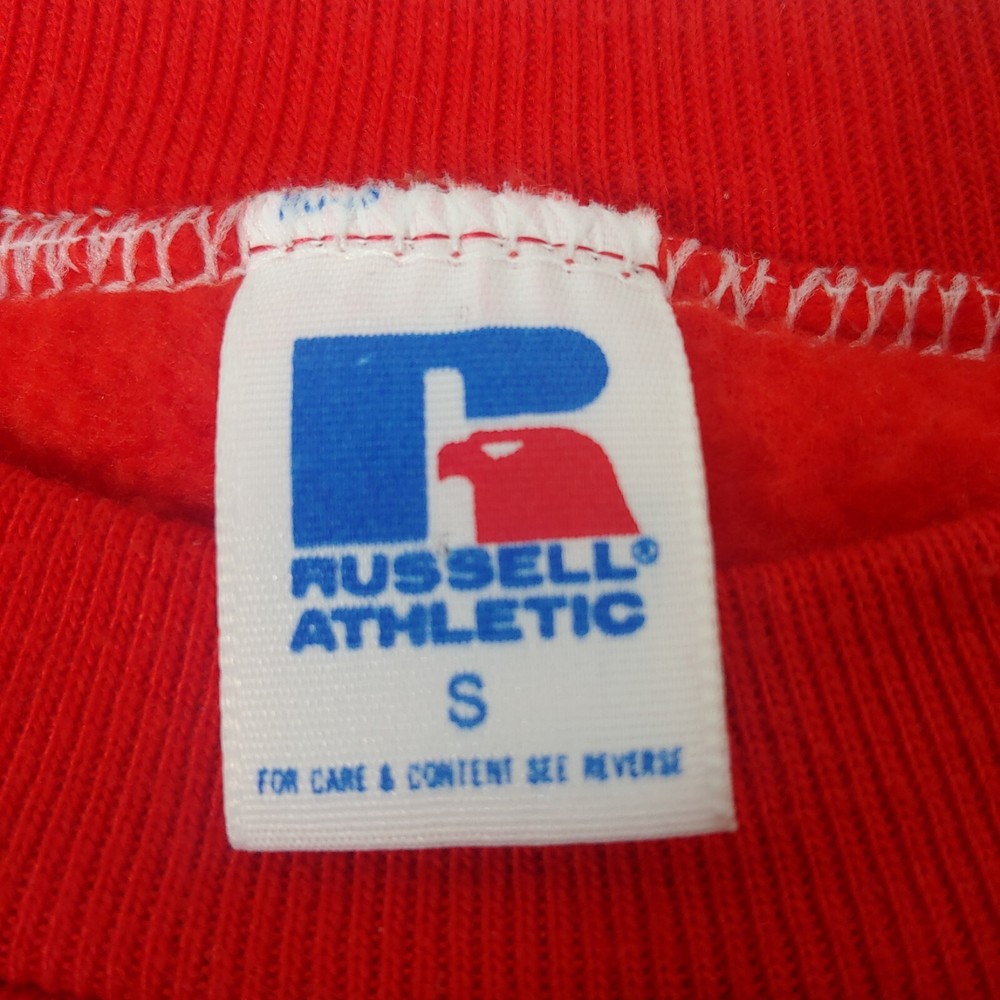 RUSSELL®
ATHLETIC
S
FOR CARE & CONTENT SEE REVERSE